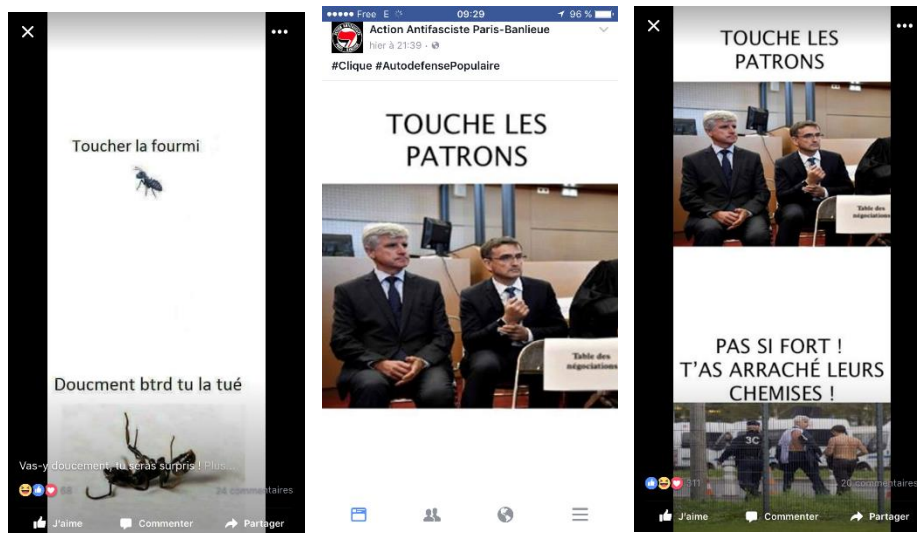 Toucher la fourmi
Doucment btrd tu la tué
Vas-y doucement, tu seras surpris ! Plus...
68
24 commentaires
J'aime
Commenter
Partager
Free E
09:29
96 %
Action Antifasciste Paris-Banlieue
hier à 21:39
#Clique #AutodefensePopulaire
TOUCHE LES
PATRONS
Table des
négociations
TOUCHE LES
PATRONS
Table des
négociations
PAS SI FORT !
T'AS ARRACHÉ LEURS
CHEMISES !
3C
311
20 commentaires
J'aime
Commenter
Partager